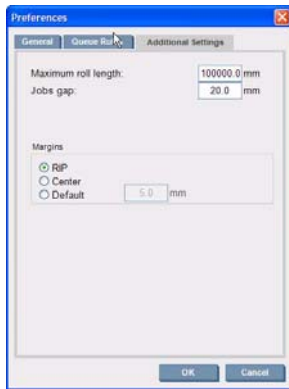 Preferences
General Queue Rules Additional Settings
Maximum roll length: 100000.0 mm
Jobs gap: 20.0 mm
Margins
RIP
Center
Default 5.0 mm
OK Cancel